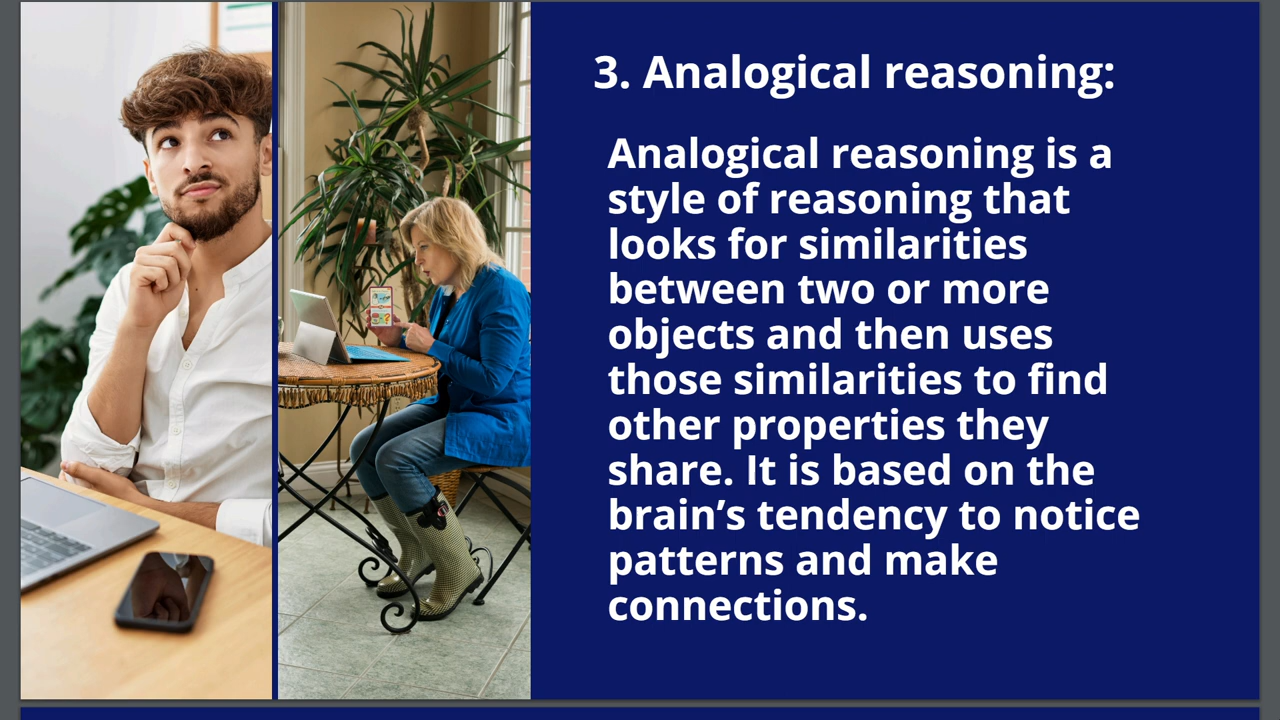 3. Analogical reasoning:
Analogical reasoning is a
style of reasoning that
looks for similarities
between two or more
objects and then uses
those similarities to find
other properties they
share. It is based on the
brain’s tendency to notice
patterns and make
connections.